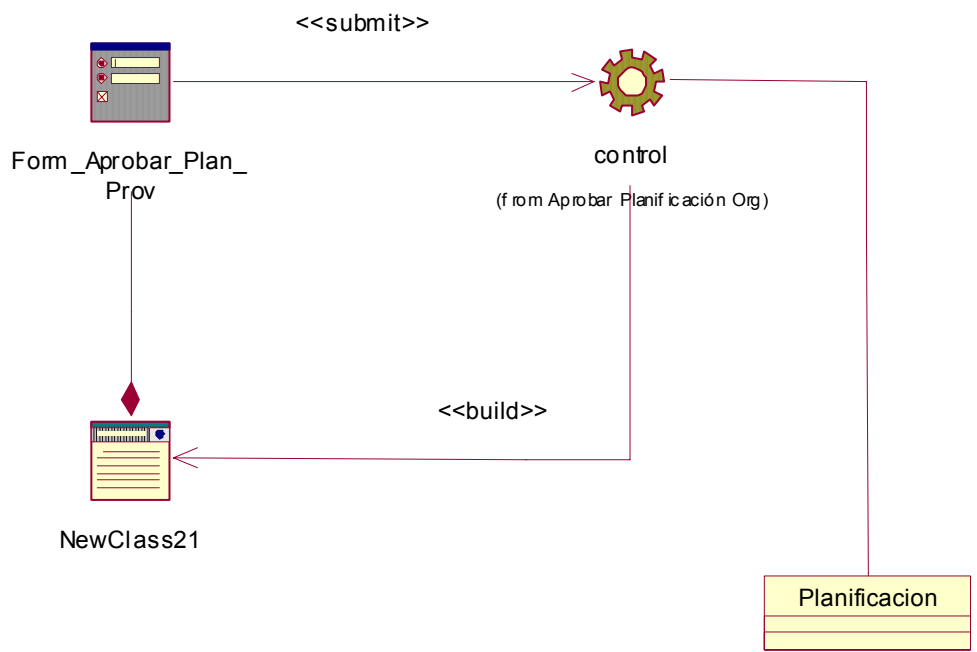 <<submit>>
Form_Aprobar_Plan_
Prov
control
(from Aprobar Planificación Org)
<<build>>
NewClass21
Planificacion